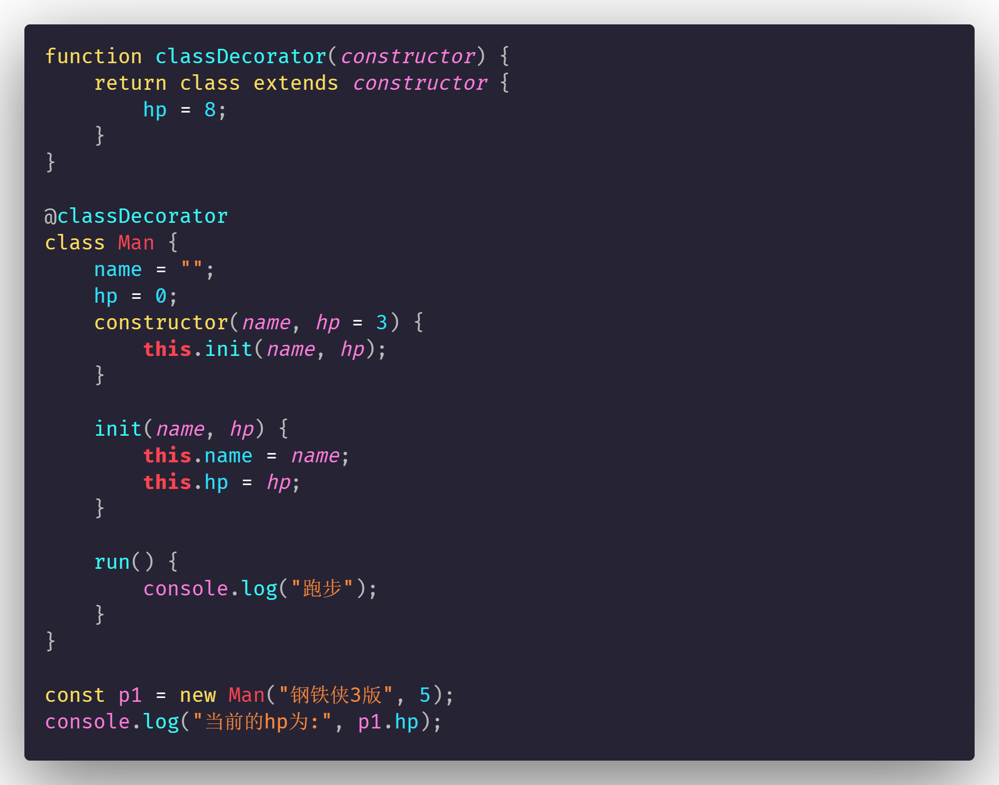 function classDecorator(constructor) {
    return class extends constructor {
        hp = 8;
    }
}

@classDecorator
class Man {
    name = "";
    hp = 0;
    constructor(name, hp = 3) {
        this.init(name, hp);
    }

    init(name, hp) {
        this.name = name;
        this.hp = hp;
    }

    run() {
        console.log("跑步");
    }
}

const p1 = new Man("钢铁侠3版", 5);
console.log("当前的hp为:", p1.hp);